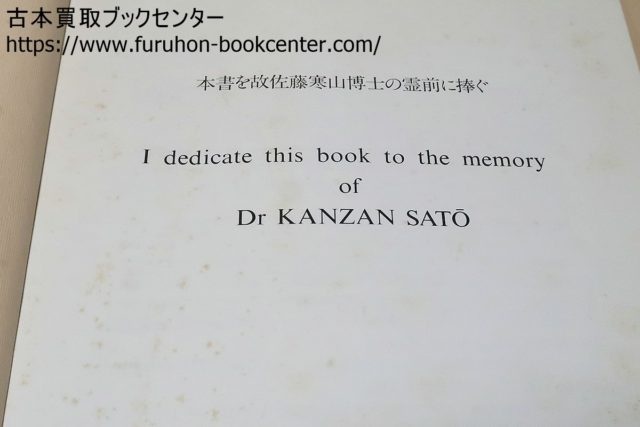 古本買取ブックセンター
https://www.furuhon-bookcenter.com/
本書を故佐藤寒山博士の霊前に捧ぐ
I dedicate this book to the memory
of
Dr KANZAN SATŌ